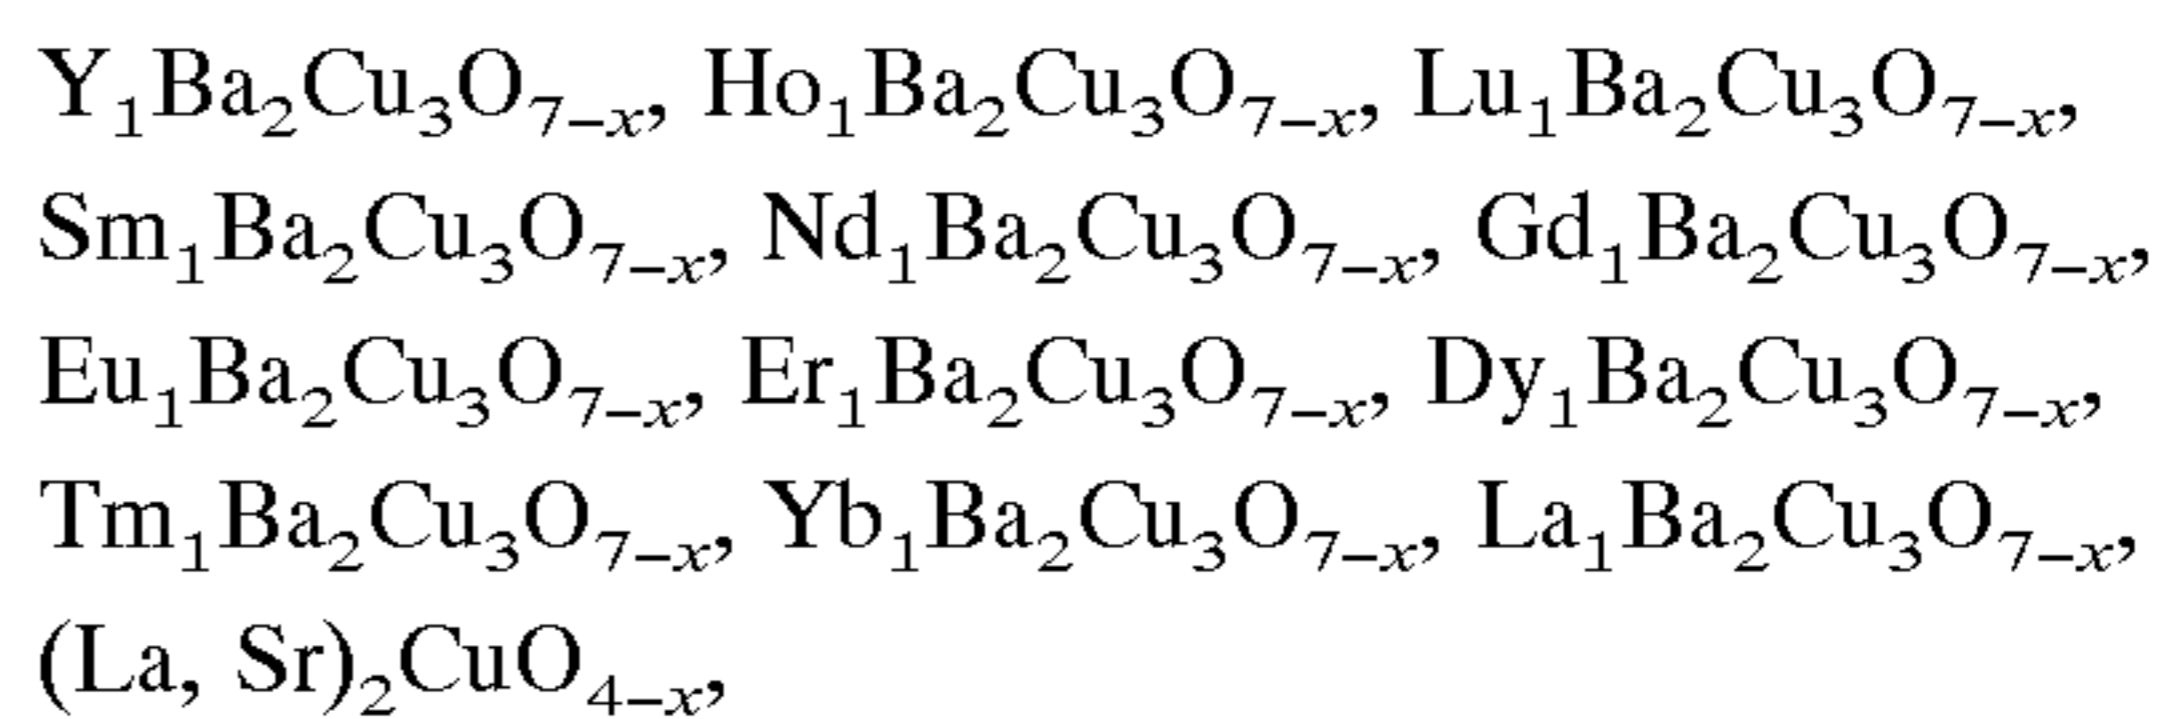 Y₁Ba₂Cu₃O₇₋ₓ, Ho₁Ba₂Cu₃O₇₋ₓ, Lu₁Ba₂Cu₃O₇₋ₓ,
Sm₁Ba₂Cu₃O₇₋ₓ, Nd₁Ba₂Cu₃O₇₋ₓ, Gd₁Ba₂Cu₃O₇₋ₓ,
Eu₁Ba₂Cu₃O₇₋ₓ, Er₁Ba₂Cu₃O₇₋ₓ, Dy₁Ba₂Cu₃O₇₋ₓ,
Tm₁Ba₂Cu₃O₇₋ₓ, Yb₁Ba₂Cu₃O₇₋ₓ, La₁Ba₂Cu₃O₇₋ₓ,
(La, Sr)₂CuO₄₋ₓ,